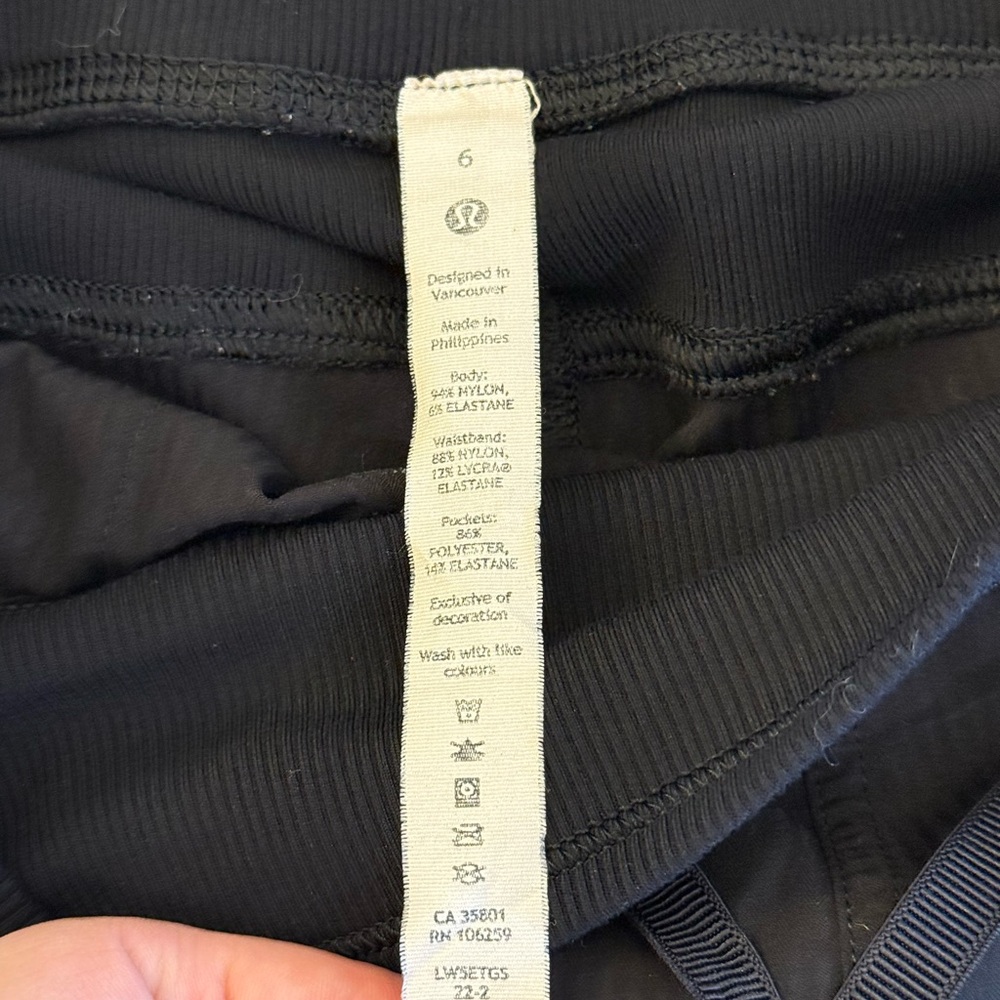 6
Designed in
Vancouver
Made in
Philippines
Body:
94% NYLON,
6% ELASTANE
Waistband:
88% NYLON,
12% LYCRA®
ELASTANE
Pockets:
86%
POLYESTER,
14% ELASTANE
Exclusive of
decoration
Wash with like
colours
CA 35801
RN 106259
LW5ETGS
22-2